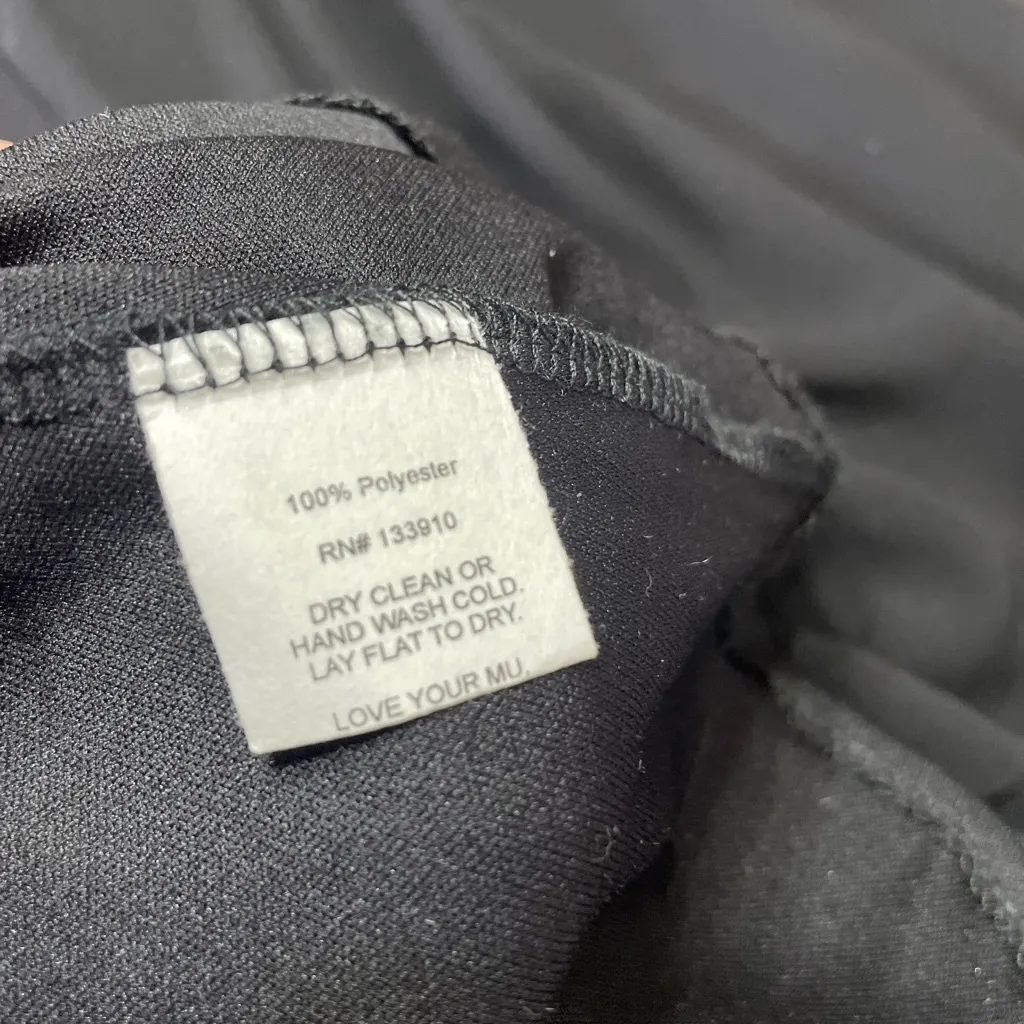 100% Polyester
RN# 133910
DRY CLEAN OR
HAND WASH COLD.
LAY FLAT TO DRY.
LOVE YOUR MU.